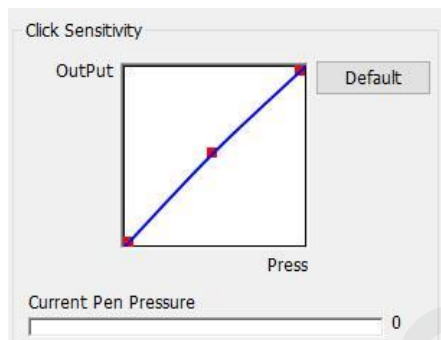 Click Sensitivity
OutPut
Default
Press
Current Pen Pressure
0